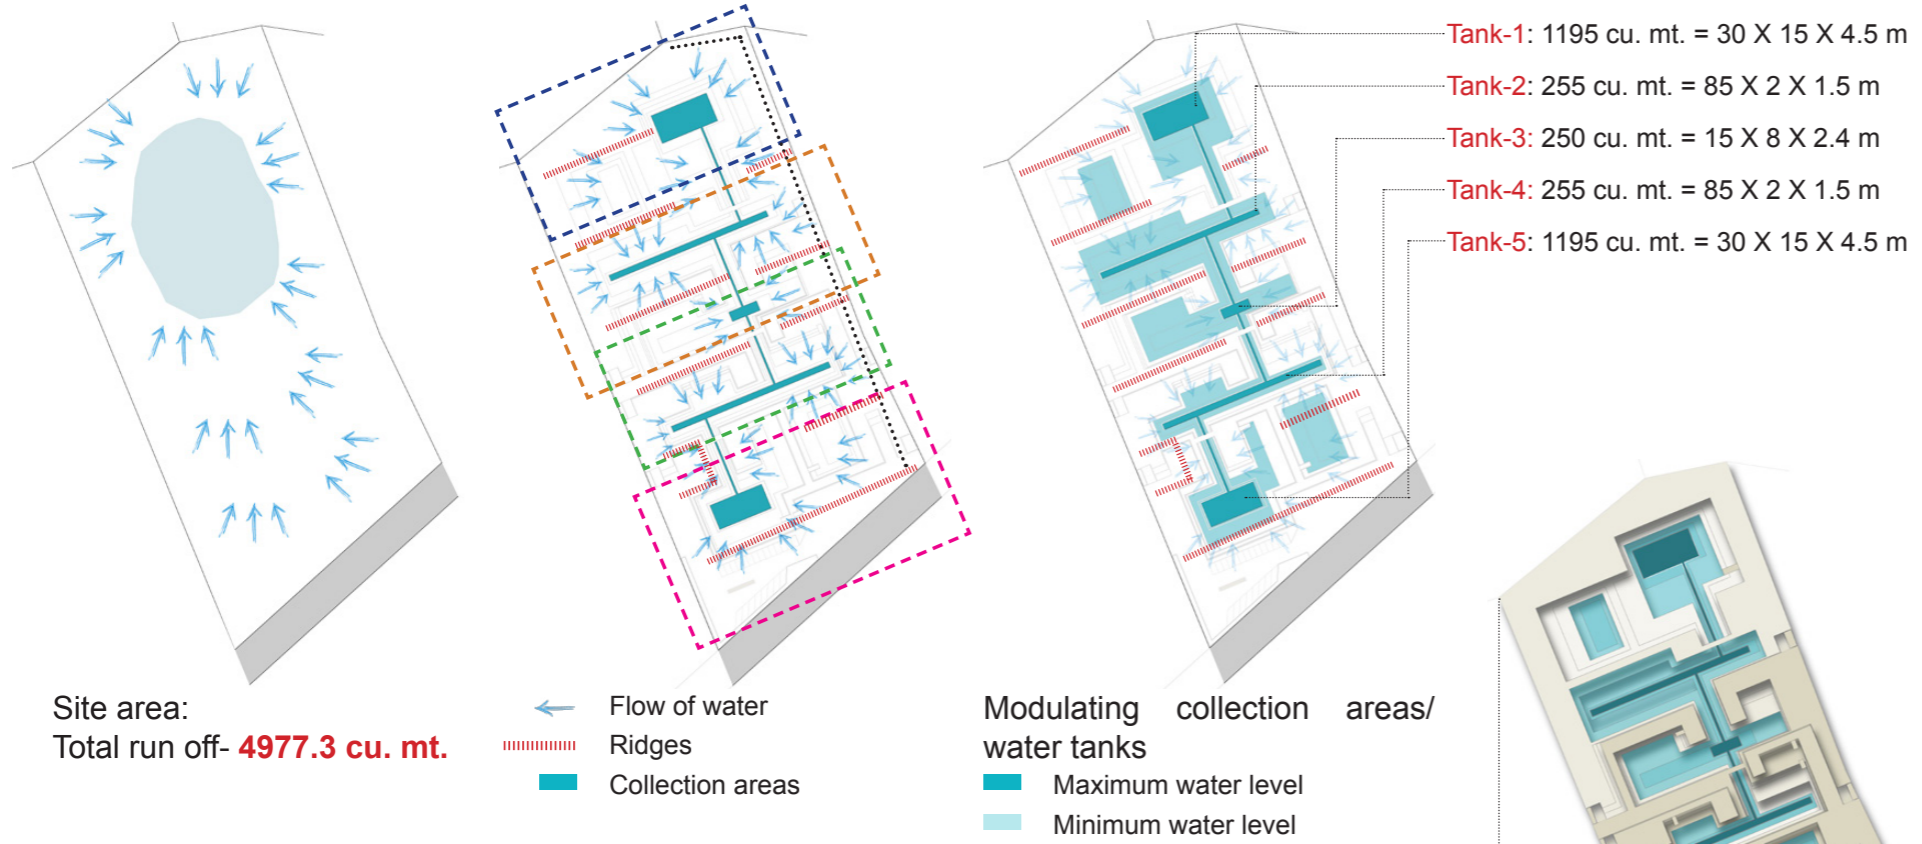 Tank-1: 1195 cu. mt. = 30 X 15 X 4.5 m
Tank-2: 255 cu. mt. = 85 X 2 X 1.5 m
Tank-3: 250 cu. mt. = 15 X 8 X 2.4 m
Tank-4: 255 cu. mt. = 85 X 2 X 1.5 m
Tank-5: 1195 cu. mt. = 30 X 15 X 4.5 m
Site area:
Total run off- 4977.3 cu. mt.
Flow of water
Ridges
Collection areas
Modulating collection areas/
water tanks
Maximum water level
Minimum water level